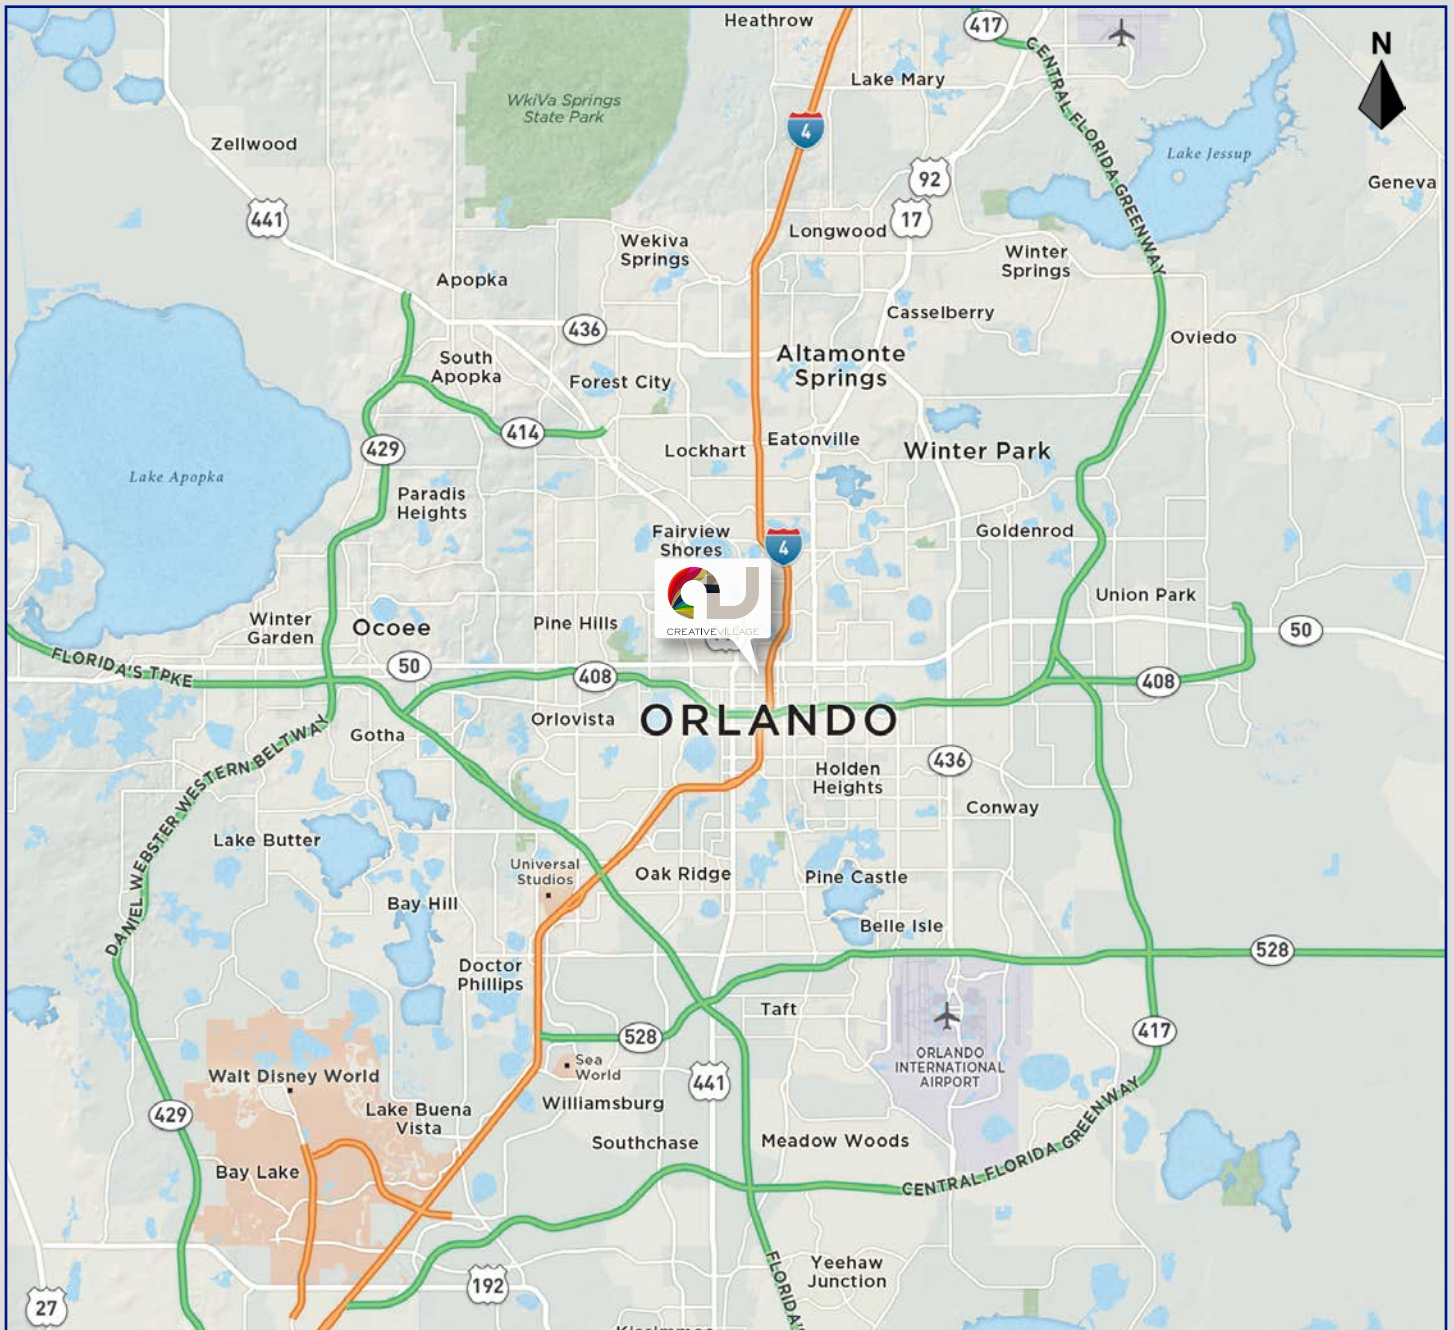 Heathrow
417
N
CENTRAL FLORIDA GREENWAY
Lake Mary
WkiVa Springs
State Park
4
Zellwood
Lake Jessup
92
Geneva
441
17
Longwood
Wekiva
Springs
Winter
Springs
Apopka
Casselberry
436
Oviedo
South
Apopka
Altamonte
Springs
Forest City
414
Eatonville
429
Lockhart
Winter Park
Lake Apopka
Paradis
Heights
Fairview
Shores
Goldenrod
4
Union Park
CREATIVEVILLAGE
Winter
Garden
Ocoee
Pine Hills
50
FLORIDA'S TPKE
50
408
408
Orlovista
ORLANDO
Gotha
DANIEL WEBSTER WESTERN BELTWAY
436
Holden
Heights
Conway
Lake Butter
Universal
Studios
Oak Ridge
Pine Castle
Bay Hill
Belle Isle
528
Doctor
Phillips
Taft
528
417
Sea
World
ORLANDO
INTERNATIONAL
AIRPORT
Walt Disney World
441
Williamsburg
429
Lake Buena
Vista
Southchase
Meadow Woods
CENTRAL FLORIDA GREENWAY
Bay Lake
Yeehaw
Junction
192
FLORIDA'S
27